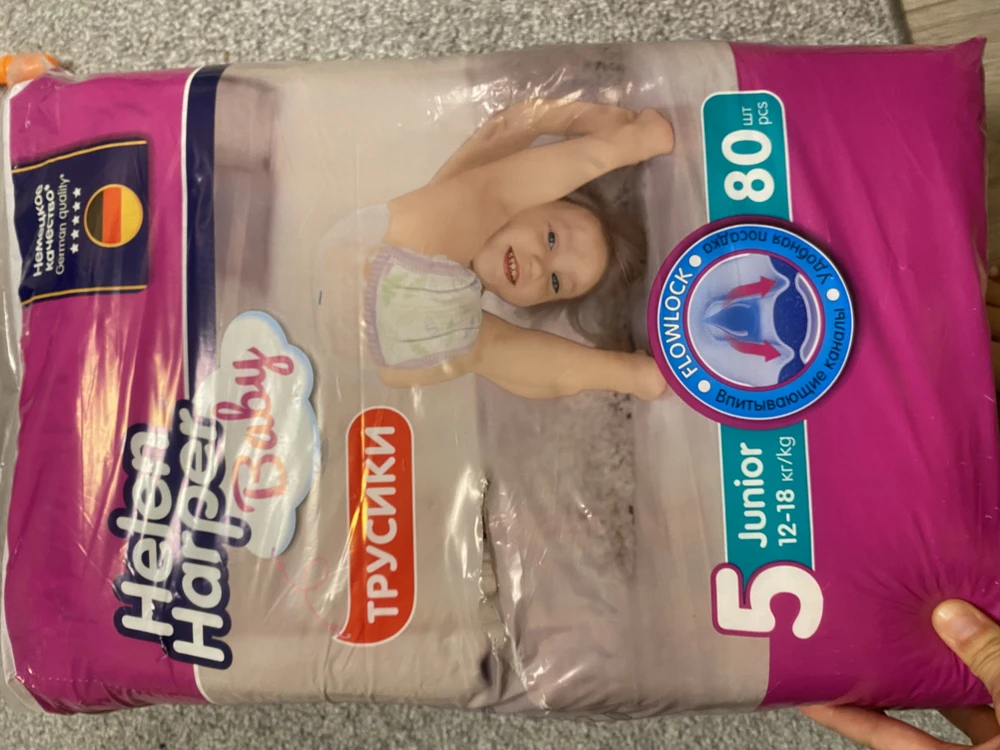 Немецкое
качество*
German quality*
Helen
Harper
Baby
ТРУСИКИ
5
Junior
12-18 кг/kg
FLOWLOCK
Удобная посадка
Впитывающие каналы
80
шт
pcs